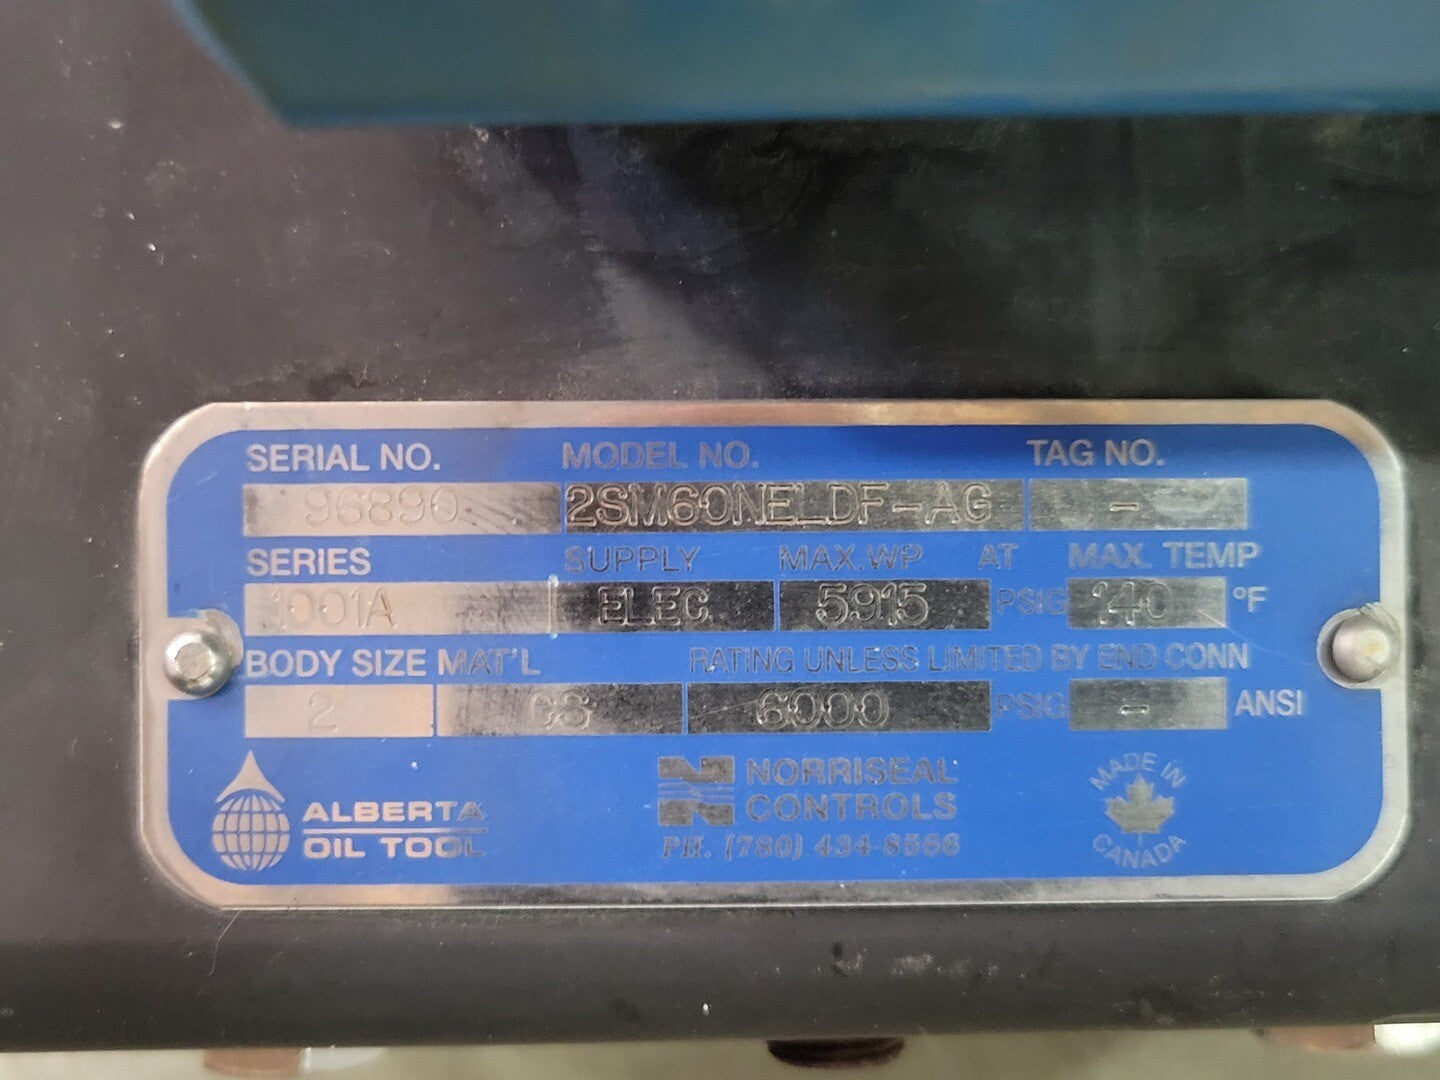 SERIAL NO. MODEL NO. TAG NO.
96890 2SM60NELDF-AG -
SERIES SUPPLY MAX.WP AT MAX. TEMP
1001A ELEC. 5915 PSIG 140 °F
BODY SIZE MAT'L RATING UNLESS LIMITED BY END CONN
2 CS 6000 PSIG - ANSI
ALBERTA OIL TOOL
NORRISEAL
CONTROLS
PH. (780) 434-8566
MADE IN
CANADA